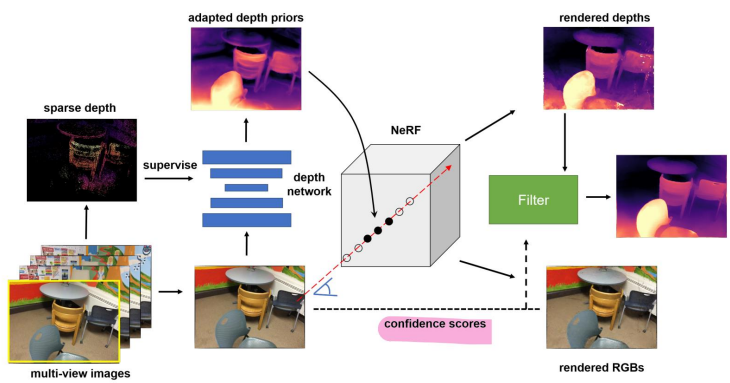 adapted depth priors
rendered depths
sparse depth
NeRF
supervise
depth
network
Filter
confidence scores
multi-view images
rendered RGBs